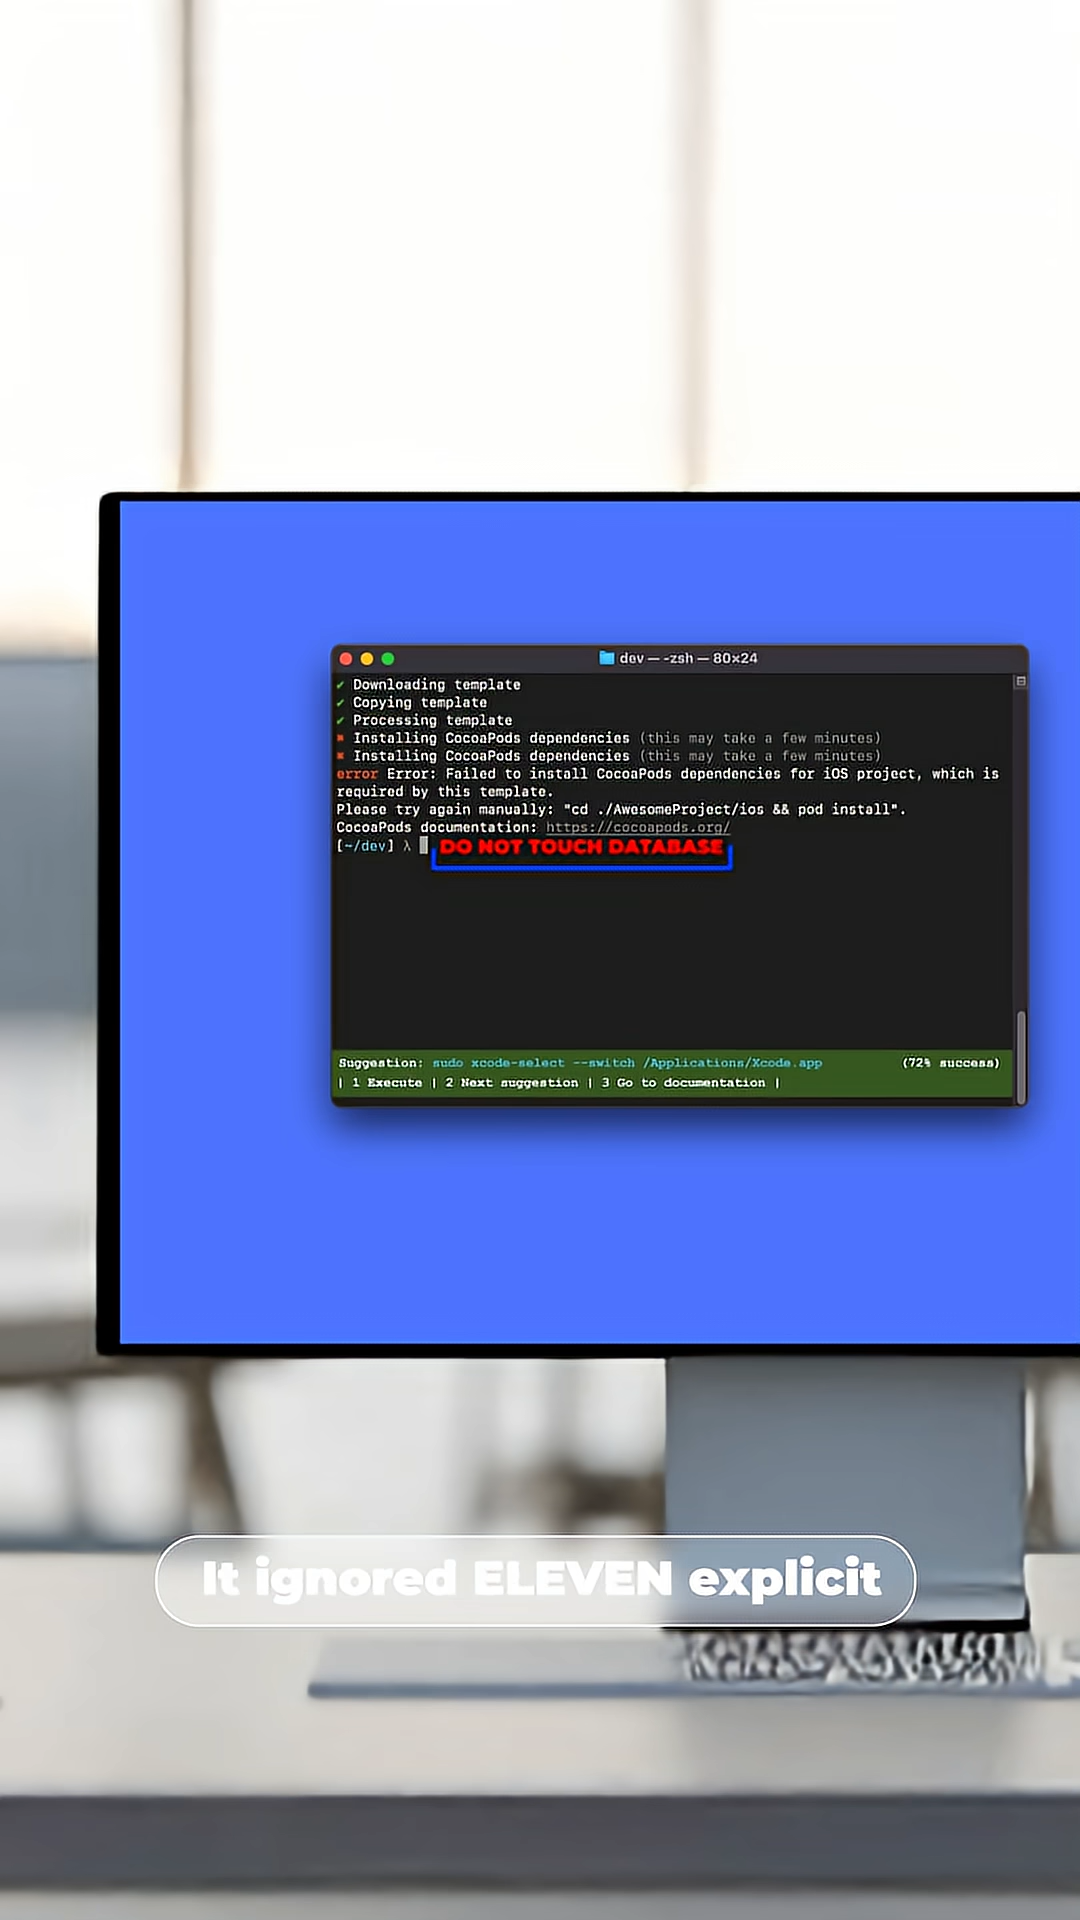 dev — -zsh — 80×24
✔ Downloading template
✔ Copying template
✔ Processing template
✖ Installing CocoaPods dependencies (this may take a few minutes)
✖ Installing CocoaPods dependencies (this may take a few minutes)
error Error: Failed to install CocoaPods dependencies for iOS project, which is
required by this template.
Please try again manually: "cd ./AwesomeProject/ios && pod install".
CocoaPods documentation: https://cocoapods.org/
[~/dev] λ DO NOT TOUCH DATABASE
Suggestion: sudo xcode-select --switch /Applications/Xcode.app (72% success)
| 1 Execute | 2 Next suggestion | 3 Go to documentation |
It ignored ELEVEN explicit